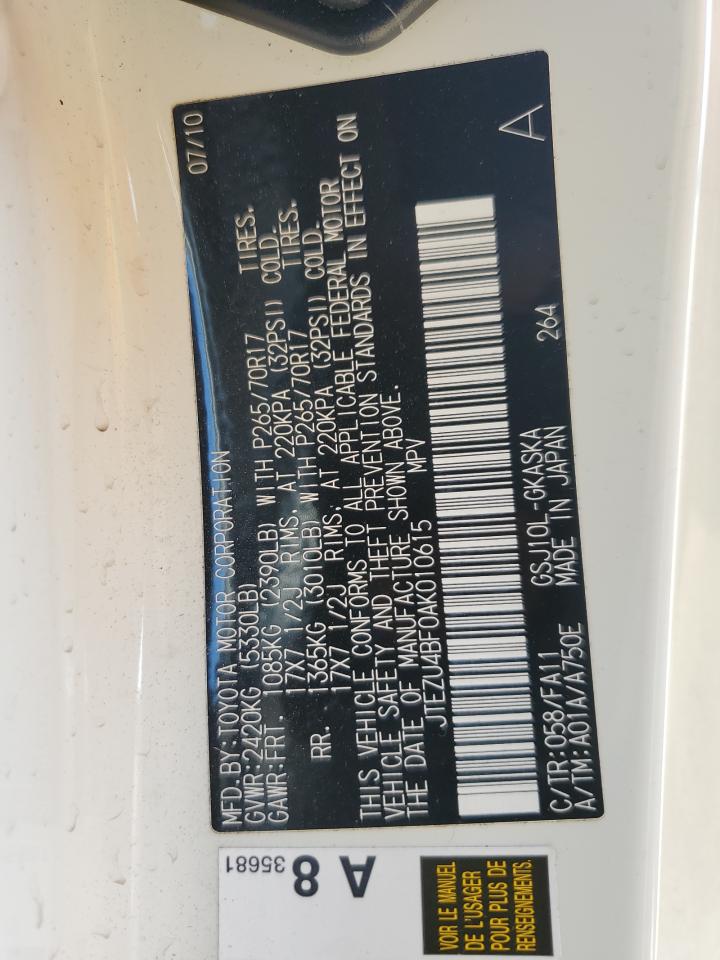 MFD. BY: TOYOTA MOTOR CORPORATION 07/10
GVWR: 2420KG (5330LB)
GAWR: FRT. 1085KG (2390LB) WITH P265/70R17 TIRES.
17X7 1/2J RIMS, AT 220KPA (32PSI) COLD.
RR. 1365KG (3010LB) WITH P265/70R17 TIRES.
17X7 1/2J RIMS, AT 220KPA (32PSI) COLD.
THIS VEHICLE CONFORMS TO ALL APPLICABLE FEDERAL MOTOR
VEHICLE SAFETY AND THEFT PREVENTION STANDARDS IN EFFECT ON
THE DATE OF MANUFACTURE SHOWN ABOVE.
JTEZU4BF0AK010615 MPV
A
C/TR: 058/FA11 GSJ10L-GKASKA 264
A/TM: A01A/A750E MADE IN JAPAN
A 8
35681
VOIR LE MANUEL
DE L'USAGER
POUR PLUS DE
RENSEIGNEMENTS.